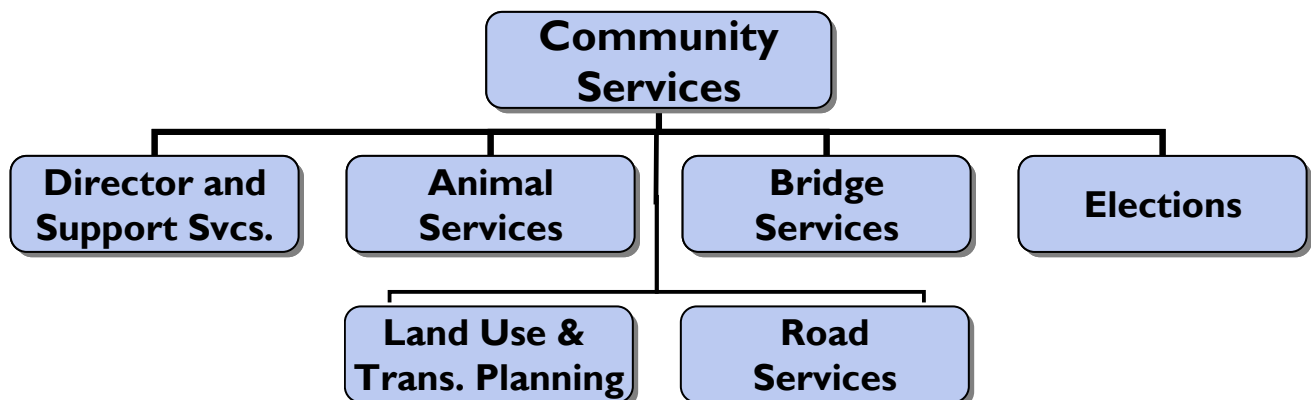 Community
Services
Director and
Support Svcs.
Animal
Services
Bridge
Services
Elections
Land Use &
Trans. Planning
Road
Services